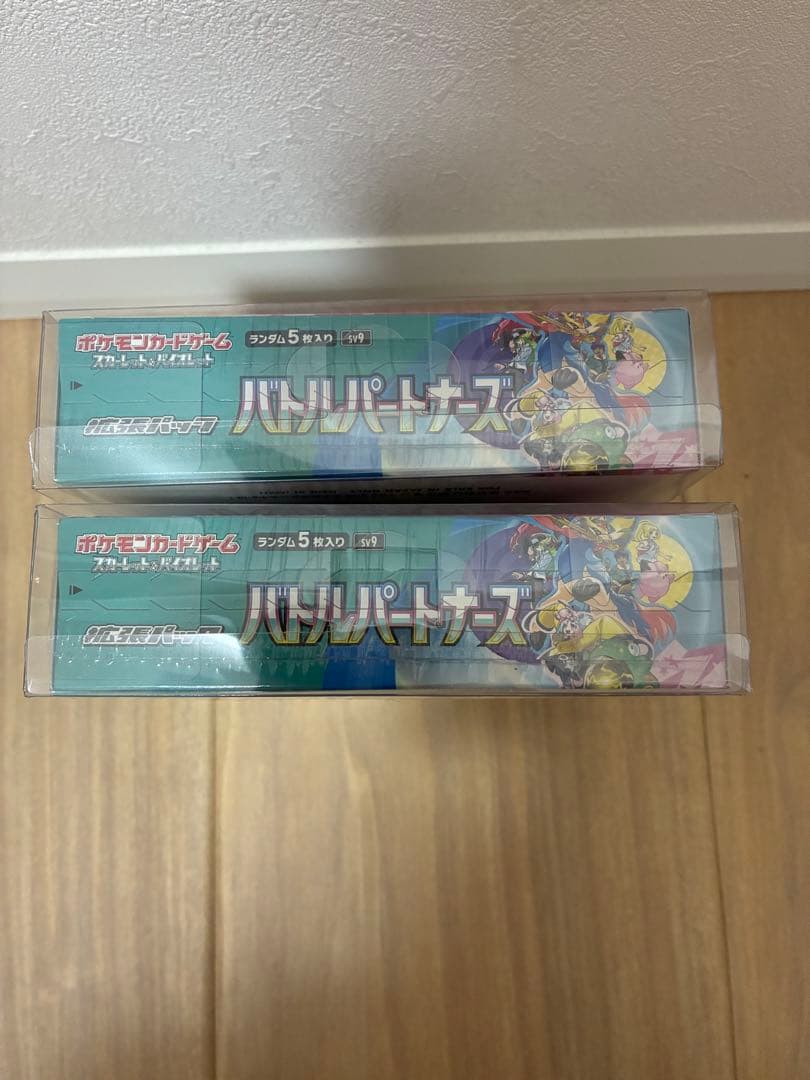 ポケモンカードゲーム
スカーレット&バイオレット
ランダム5枚入り
sv9
拡張パック
バトルパートナーズ
ポケモンカードゲーム
スカーレット&バイオレット
ランダム5枚入り
sv9
拡張パック
バトルパートナーズ